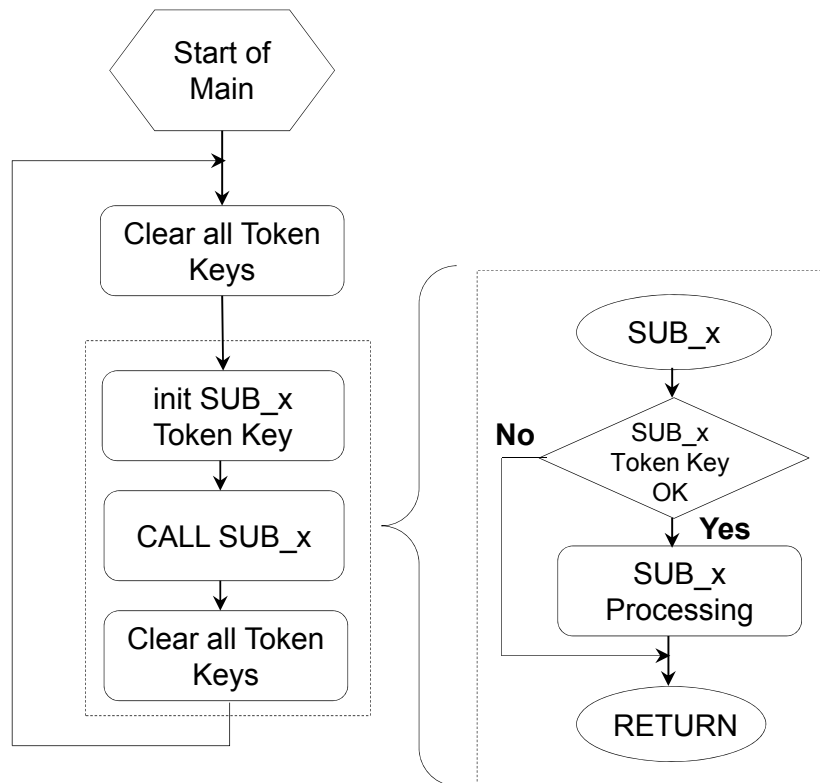 Start of
Main
Clear all Token
Keys
init SUB_x
Token Key
CALL SUB_x
Clear all Token
Keys
SUB_x
No
SUB_x
Token Key
OK
Yes
SUB_x
Processing
RETURN